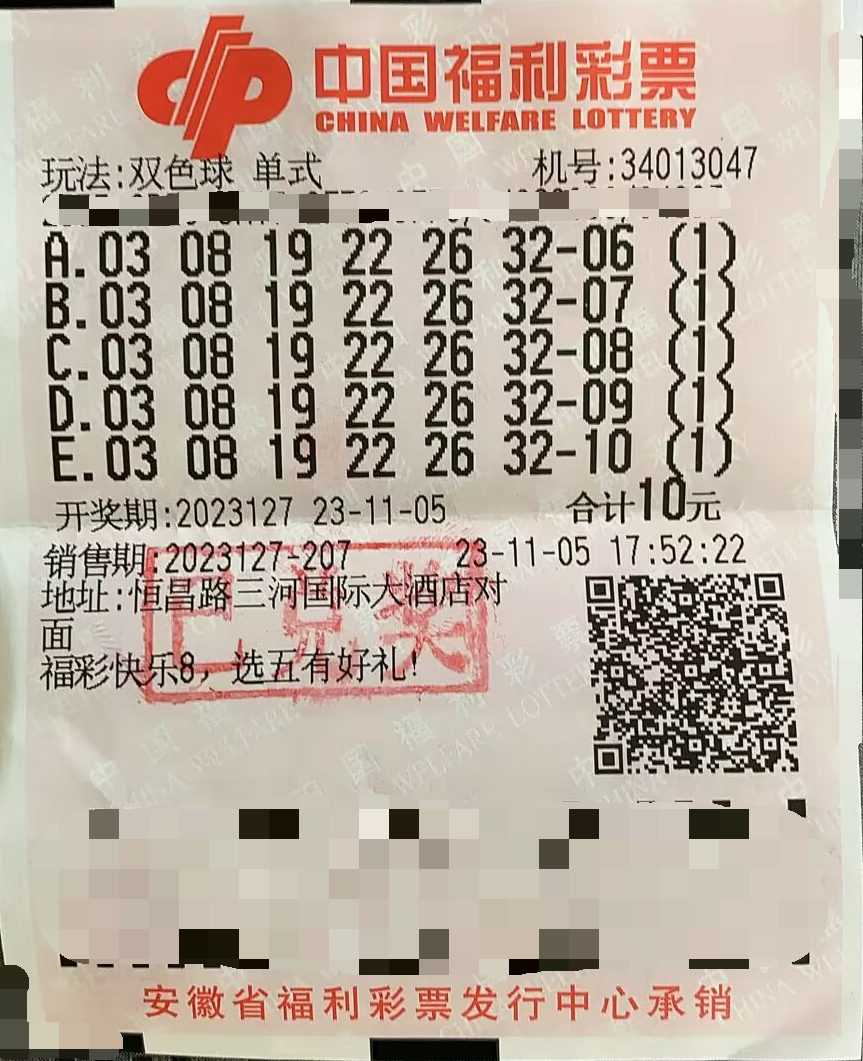 中国福利彩票
CHINA WELFARE LOTTERY
玩法:双色球 单式 机号:34013047
A.03 08 19 22 26 32-06 (1)
B.03 08 19 22 26 32-07 (1)
C.03 08 19 22 26 32-08 (1)
D.03 08 19 22 26 32-09 (1)
E.03 08 19 22 26 32-10 (1)
开奖期:2023127 23-11-05 合计10元
销售期:2023127-207 23-11-05 17:52:22
地址:恒昌路三河国际大酒店对
面
已兑奖
福彩快乐8，选五有好礼!
安徽省福利彩票发行中心承销